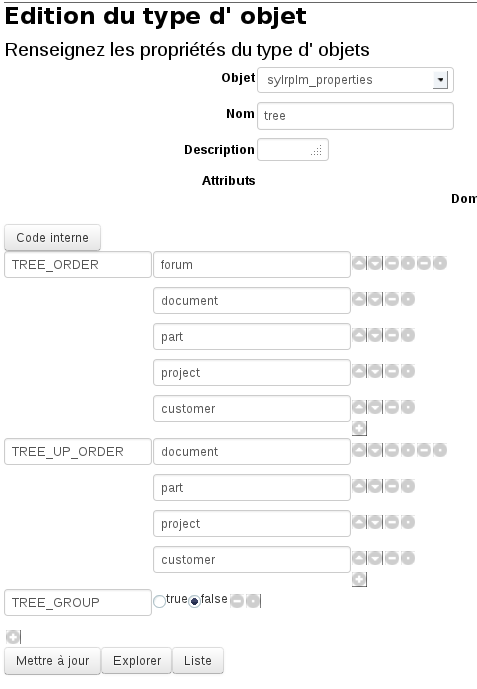 Edition du type d' objet
Renseignez les propriétés du type d' objets
Objet sylrplm_properties
Nom tree
Description
Attributs
Dom
Code interne
TREE_ORDER forum
document
part
project
customer
TREE_UP_ORDER document
part
project
customer
TREE_GROUP true false
Mettre à jour Explorer Liste